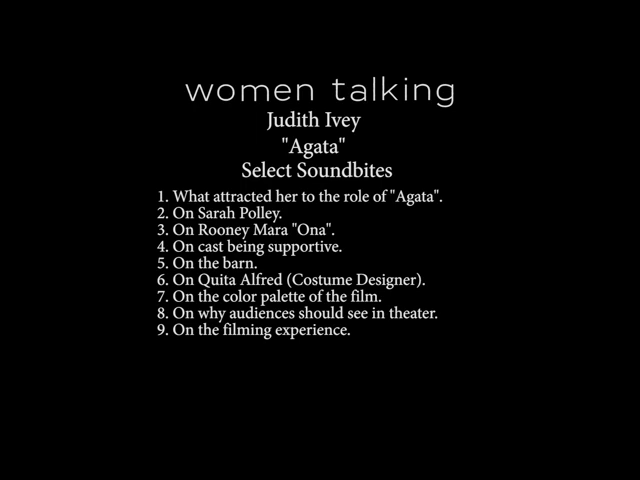 women talking
Judith Ivey
"Agata"
Select Soundbites
1. What attracted her to the role of "Agata".
2. On Sarah Polley.
3. On Rooney Mara "Ona".
4. On cast being supportive.
5. On the barn.
6. On Quita Alfred (Costume Designer).
7. On the color palette of the film.
8. On why audiences should see in theater.
9. On the filming experience.